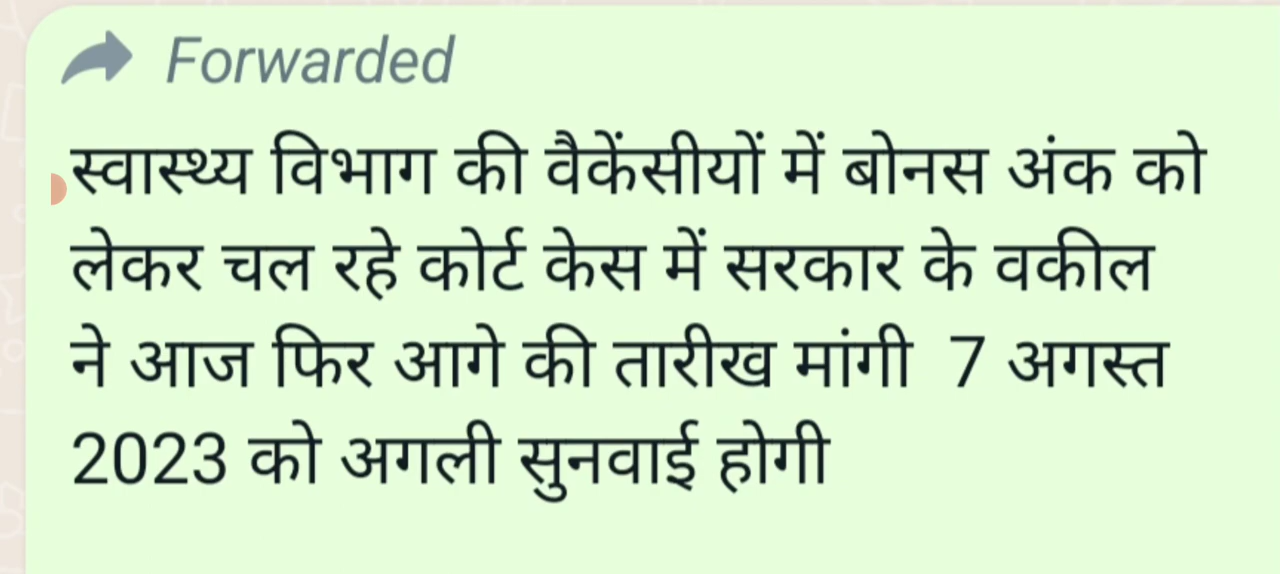 Forwarded
स्वास्थ्य विभाग की वैकेंसीयों में बोनस अंक को
लेकर चल रहे कोर्ट केस में सरकार के वकील
ने आज फिर आगे की तारीख मांगी 7 अगस्त
2023 को अगली सुनवाई होगी